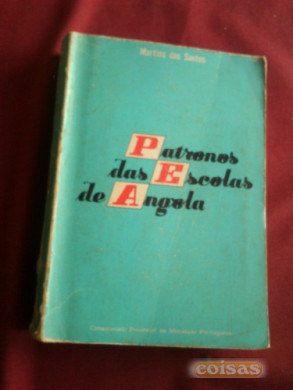 Martins dos Santos
Patronos
das Escolas
de Angola
coisas